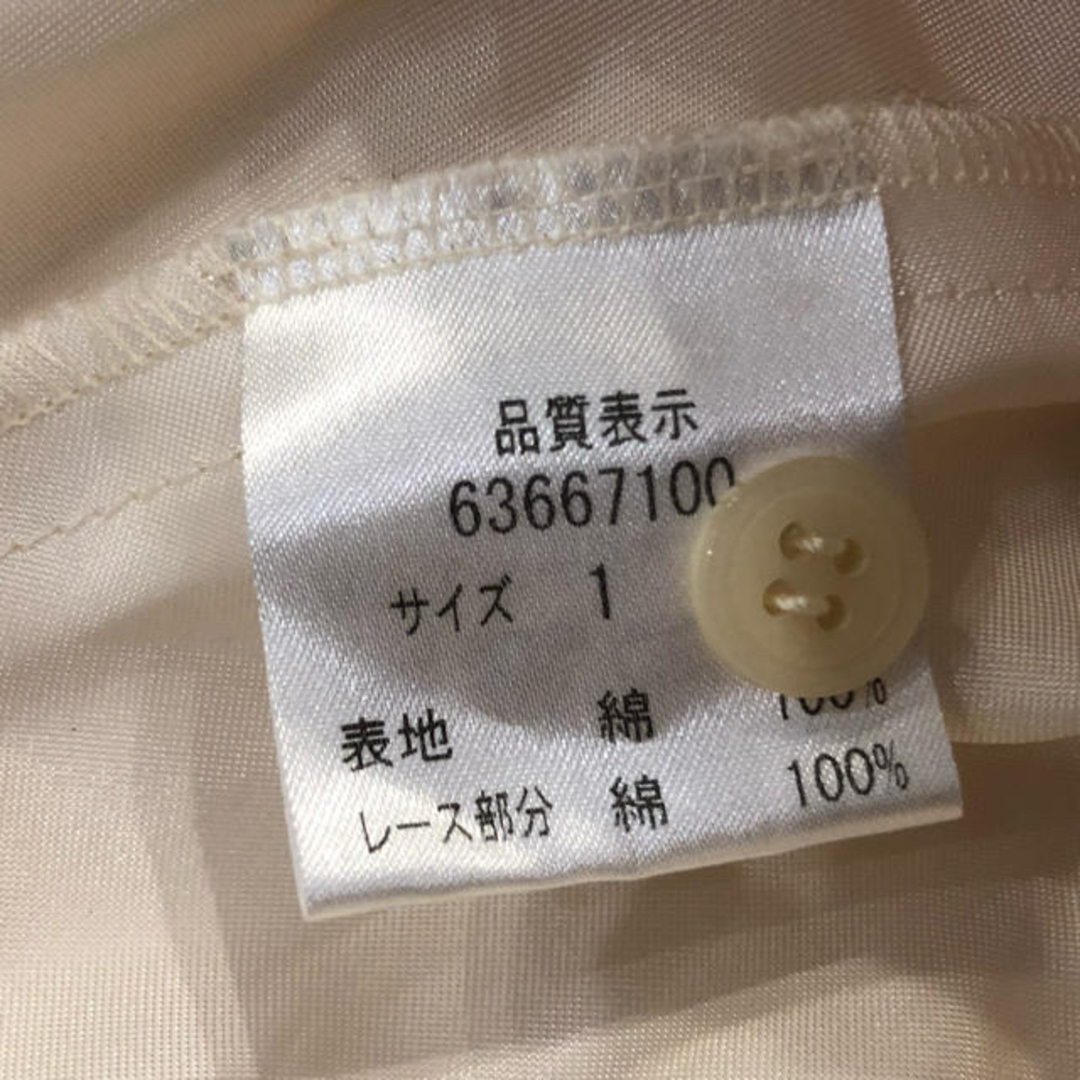 品質表示
63667100
サイズ 1
表地 綿 100%
レース部分 綿 100%